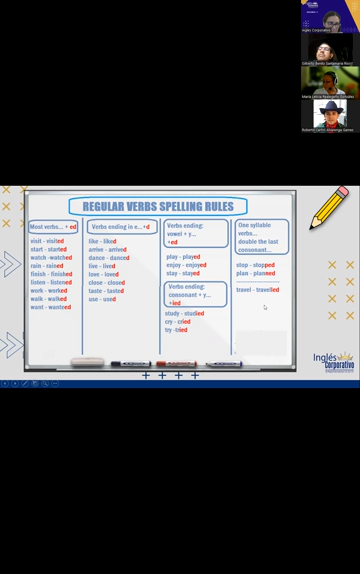 Inglés Corporativo
REGULAR VERBS SPELLING RULES
Most verbs... + ed
visit - visited
start - started
watch -watched
rain - rained
finish - finished
listen - listened
work - worked
walk - walked
want - wanted
Verbs ending in e...+d
like - liked
arrive - arrived
dance - danced
live - lived
love - loved
close - closed
taste - tasted
use - used
Verbs ending:
vowel + y...
+ed
play - played
enjoy - enjoyed
stay - stayed
Verbs ending:
consonant + y...
+ied
study - studied
cry - cried
try -tried
One syllable
verbs...
double the last
consonant...
stop - stopped
plan - planned
travel - travelled
Inglés
corporativo